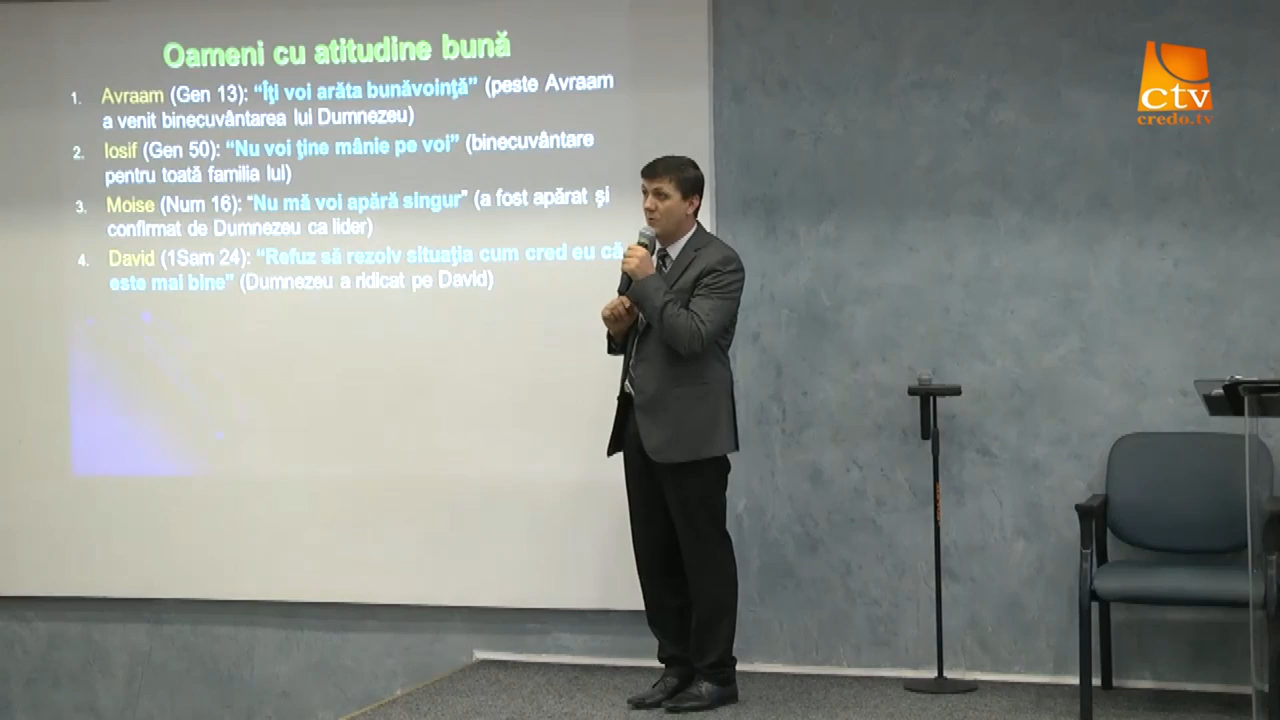 Oameni cu atitudine bună
1. Avraam (Gen 13): “Îţi voi arăta bunăvoinţă” (peste Avraam
a venit binecuvântarea lui Dumnezeu)
2. Iosif (Gen 50): “Nu voi ţine mânie pe voi” (binecuvântare
pentru toată familia lui)
3. Moise (Num 16): “Nu mă voi apără singur” (a fost apărat şi
confirmat de Dumnezeu ca lider)
4. David (1Sam 24): “Refuz să rezolv situaţia cum cred eu că
este mai bine” (Dumnezeu a ridicat pe David)
ctv
credo.tv